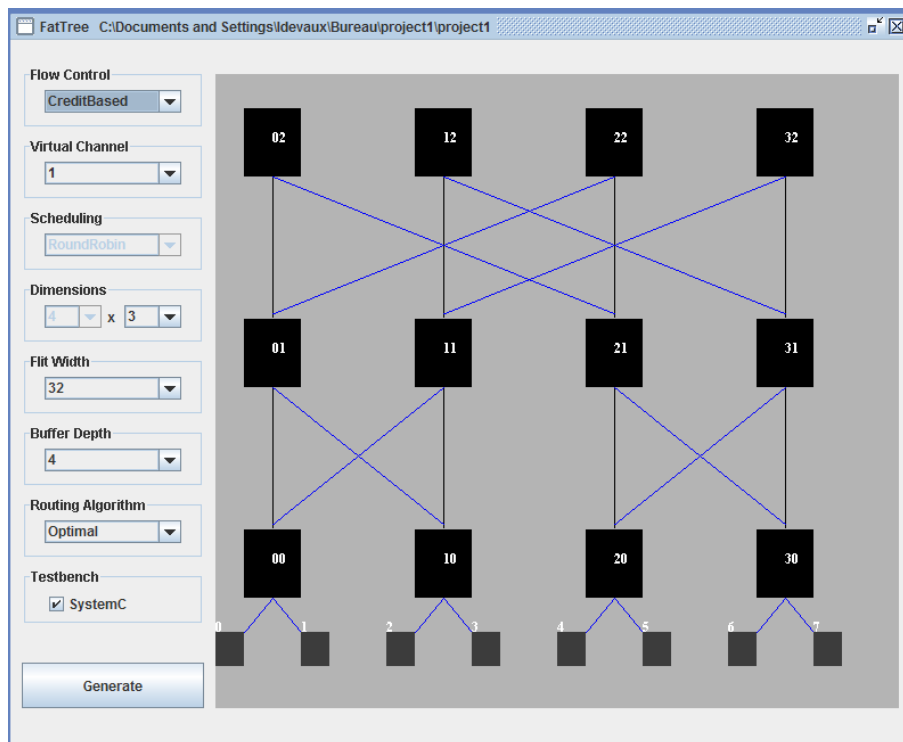 FatTree C:\Documents and Settings\ldevaux\Bureau\project1\project1
Flow Control
CreditBased
Virtual Channel
1
Scheduling
RoundRobin
Dimensions
4 x 3
Flit Width
32
Buffer Depth
4
Routing Algorithm
Optimal
Testbench
SystemC
Generate
02 12 22 32
01 11 21 31
00 10 20 30
0 1 2 3 4 5 6 7